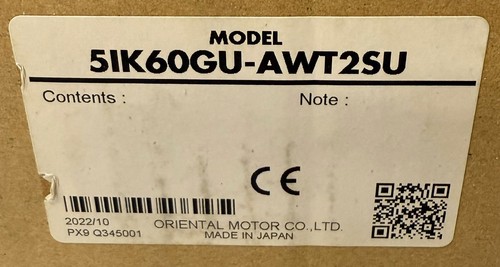 MODEL
5IK60GU-AWT2SU
Contents : Note :
CE
2022/10 ORIENTAL MOTOR CO.,LTD.
PX9 Q345001 MADE IN JAPAN